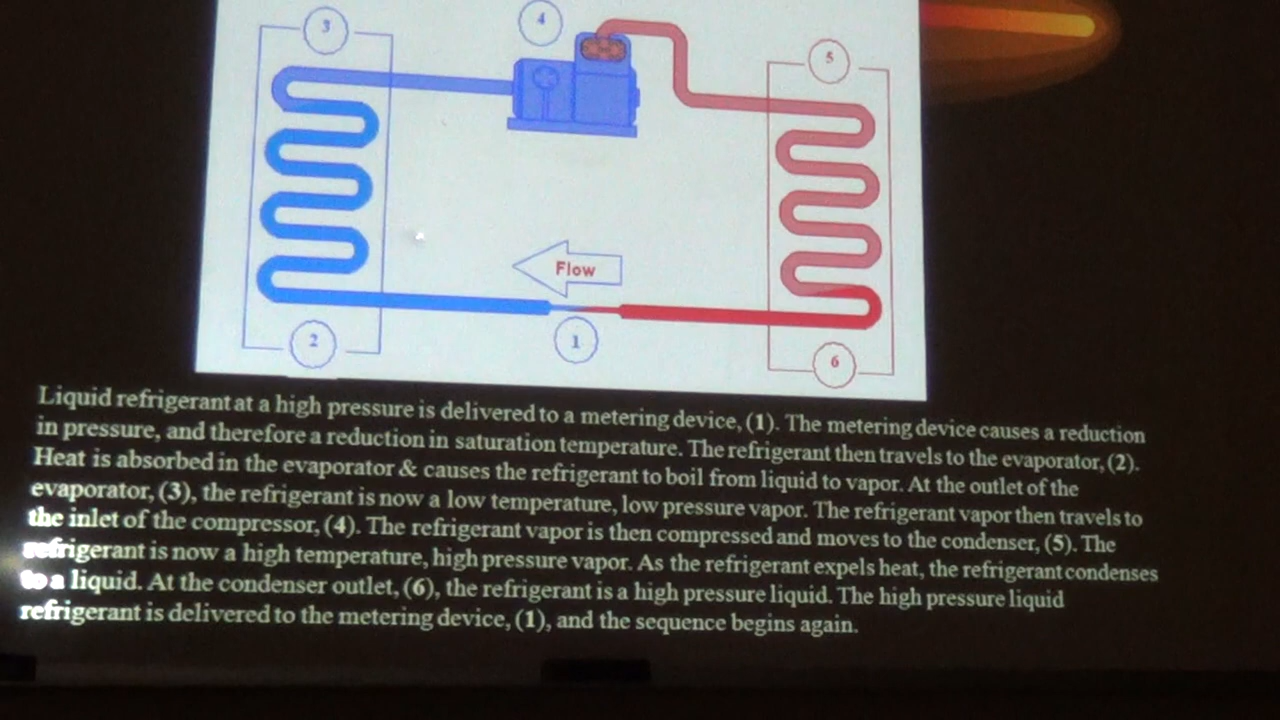 3
4
5
Flow
2
1
6
Liquid refrigerant at a high pressure is delivered to a metering device, (1). The metering device causes a reduction
in pressure, and therefore a reduction in saturation temperature. The refrigerant then travels to the evaporator, (2).
Heat is absorbed in the evaporator & causes the refrigerant to boil from liquid to vapor. At the outlet of the
evaporator, (3), the refrigerant is now a low temperature, low pressure vapor. The refrigerant vapor then travels to
the inlet of the compressor, (4). The refrigerant vapor is then compressed and moves to the condenser, (5). The
refrigerant is now a high temperature, high pressure vapor. As the refrigerant expels heat, the refrigerant condenses
to a liquid. At the condenser outlet, (6), the refrigerant is a high pressure liquid. The high pressure liquid
refrigerant is delivered to the metering device, (1), and the sequence begins again.